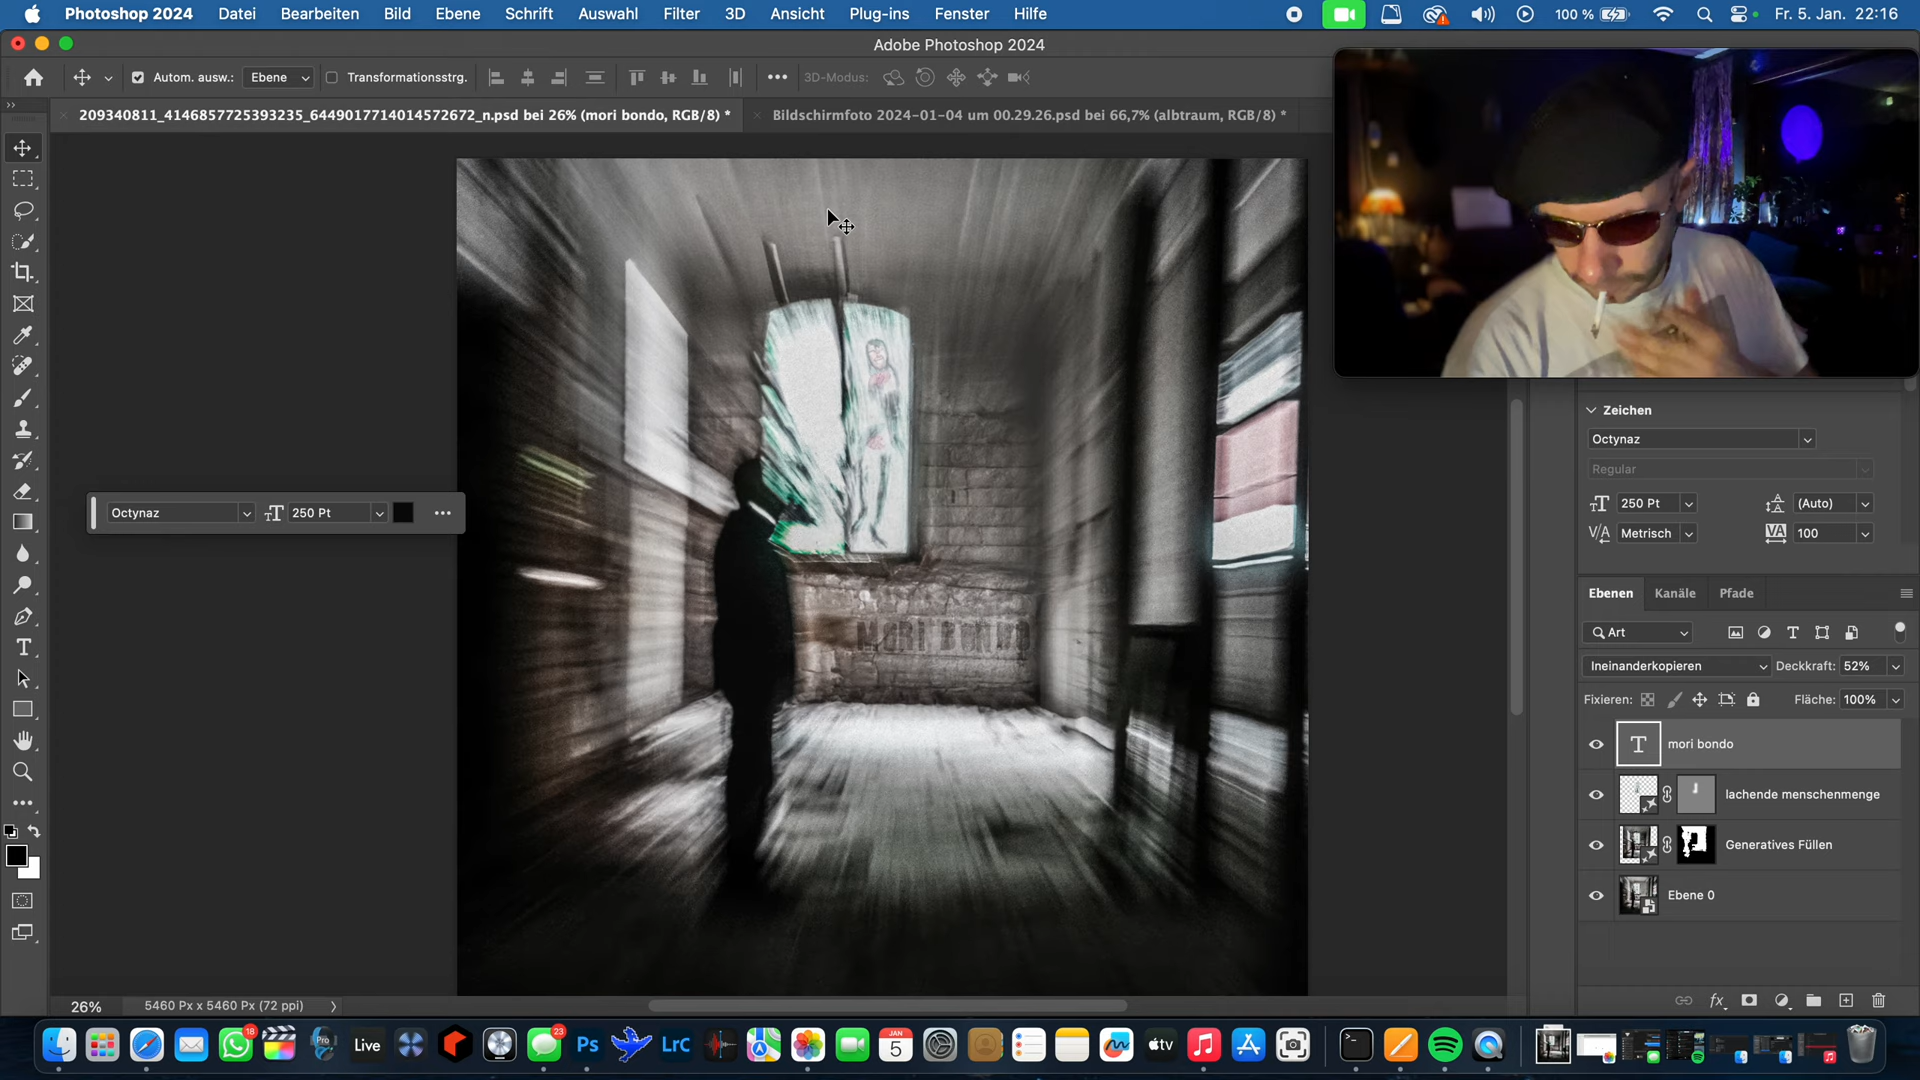 Photoshop 2024 Datei Bearbeiten Bild Ebene Schrift Auswahl Filter 3D Ansicht Plug-ins Fenster Hilfe 100 % Fr. 5. Jan. 22:16
Adobe Photoshop 2024
Autom. ausw.: Ebene Transformationsstrg. 3D-Modus:
209340811_4146857725393235_6449017714014572672_n.psd bei 26% (mori bondo, RGB/8) *
Bildschirmfoto 2024-01-04 um 00.29.26.psd bei 66,7% (albtraum, RGB/8) *
Octynaz 250 Pt
MORI BONDO
Zeichen
Octynaz
Regular
250 Pt (Auto)
Metrisch 100
Ebenen Kanäle Pfade
Art
Ineinanderkopieren Deckkraft: 52%
Fixieren: Fläche: 100%
mori bondo
lachende menschenmenge
Generatives Füllen
Ebene 0
26% 5460 Px x 5460 Px (72 ppi)
18
Pro
Live
23
Ps
LrC
JAN
5
tv